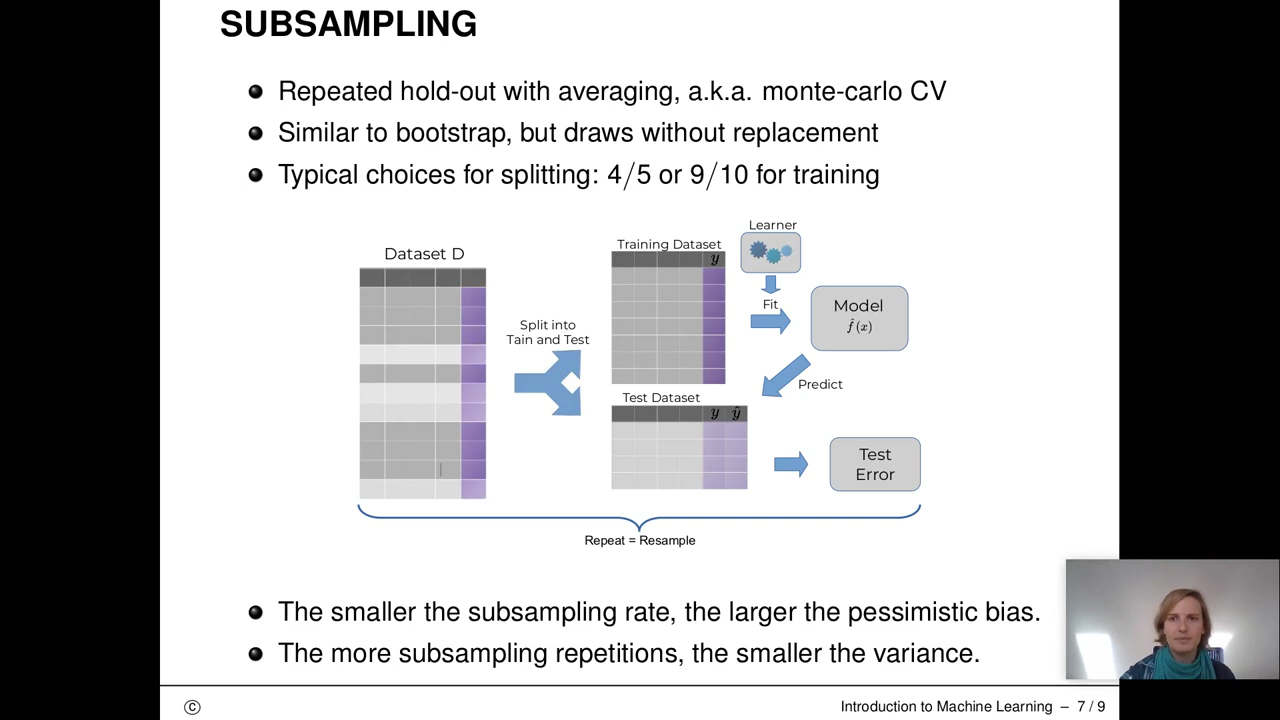 SUBSAMPLING
Repeated hold-out with averaging, a.k.a. monte-carlo CV
Similar to bootstrap, but draws without replacement
Typical choices for splitting: 4/5 or 9/10 for training
Dataset D
Split into
Tain and Test
Training Dataset
y
Learner
Fit
Model
f̂(x)
Predict
Test Dataset
y ŷ
Test
Error
Repeat = Resample
The smaller the subsampling rate, the larger the pessimistic bias.
The more subsampling repetitions, the smaller the variance.
© Introduction to Machine Learning – 7 / 9